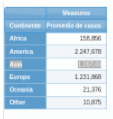 Measures
Continente Promedio de casos
Africa 158,856
America 2,247,678
Asia
Europe 1,231,868
Oceania 21,376
Other 10,875